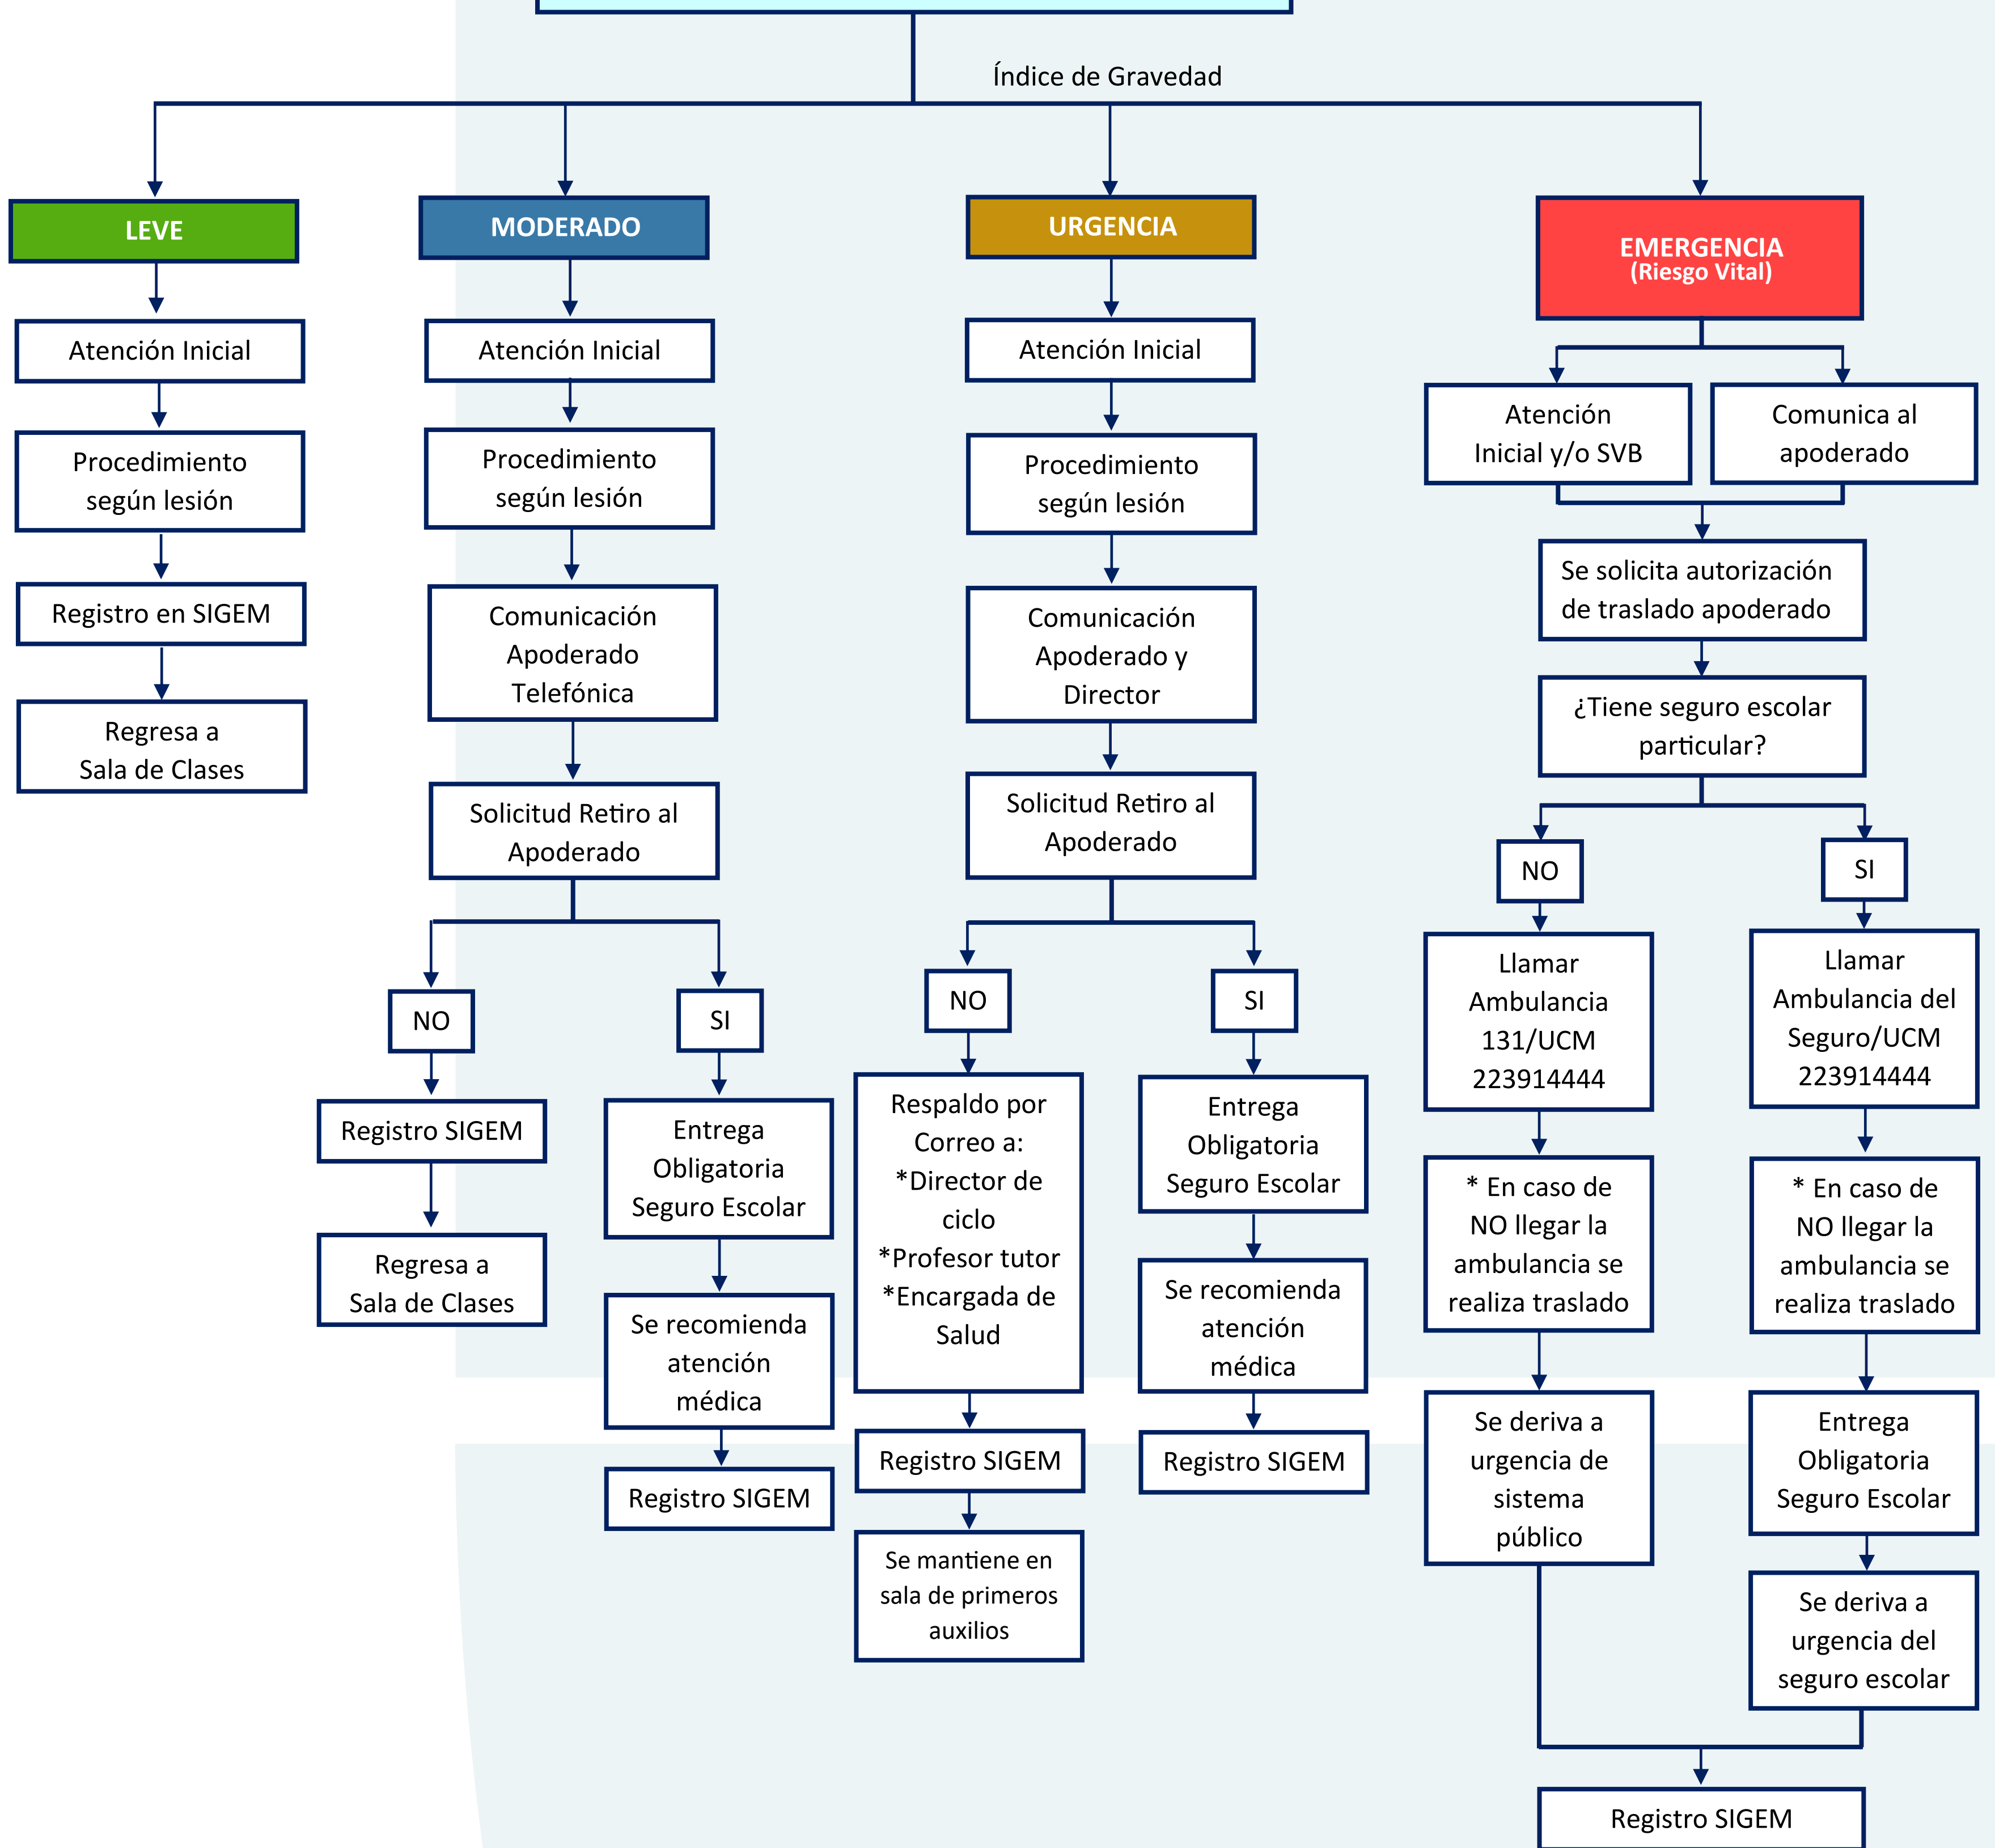 Índice de Gravedad
LEVE
Atención Inicial
Procedimiento
según lesión
Registro en SIGEM
Regresa a
Sala de Clases
MODERADO
Atención Inicial
Procedimiento
según lesión
Comunicación
Apoderado
Telefónica
Solicitud Retiro al
Apoderado
NO
Registro SIGEM
Regresa a
Sala de Clases
SI
Entrega
Obligatoria
Seguro Escolar
Se recomienda
atención
médica
Registro SIGEM
URGENCIA
Atención Inicial
Procedimiento
según lesión
Comunicación
Apoderado y
Director
Solicitud Retiro al
Apoderado
NO
Respaldo por
Correo a:
*Director de
ciclo
*Profesor tutor
*Encargada de
Salud
Registro SIGEM
Se mantiene en
sala de primeros
auxilios
SI
Entrega
Obligatoria
Seguro Escolar
Se recomienda
atención
médica
Registro SIGEM
EMERGENCIA
(Riesgo Vital)
Atención
Inicial y/o SVB
Comunica al
apoderado
Se solicita autorización
de traslado apoderado
¿Tiene seguro escolar
particular?
NO
Llamar
Ambulancia
131/UCM
223914444
* En caso de
NO llegar la
ambulancia se
realiza traslado
Se deriva a
urgencia de
sistema
público
SI
Llamar
Ambulancia del
Seguro/UCM
223914444
* En caso de
NO llegar la
ambulancia se
realiza traslado
Entrega
Obligatoria
Seguro Escolar
Se deriva a
urgencia del
seguro escolar
Registro SIGEM